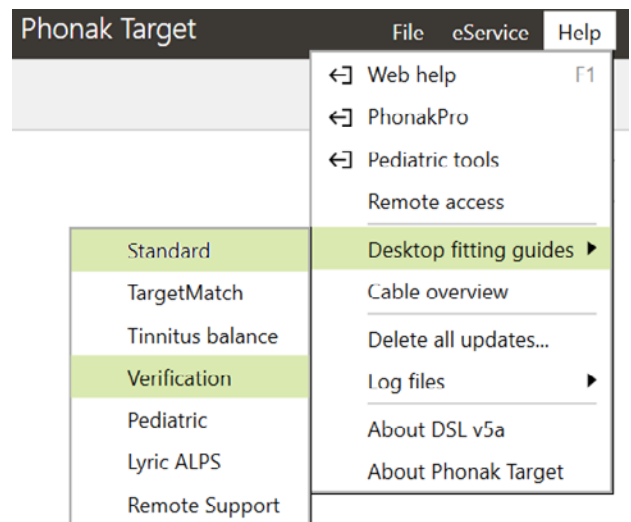 Phonak Target File eService Help
Web help F1
PhonakPro
Pediatric tools
Remote access
Desktop fitting guides
Cable overview
Delete all updates...
Log files
About DSL v5a
About Phonak Target
Standard
TargetMatch
Tinnitus balance
Verification
Pediatric
Lyric ALPS
Remote Support